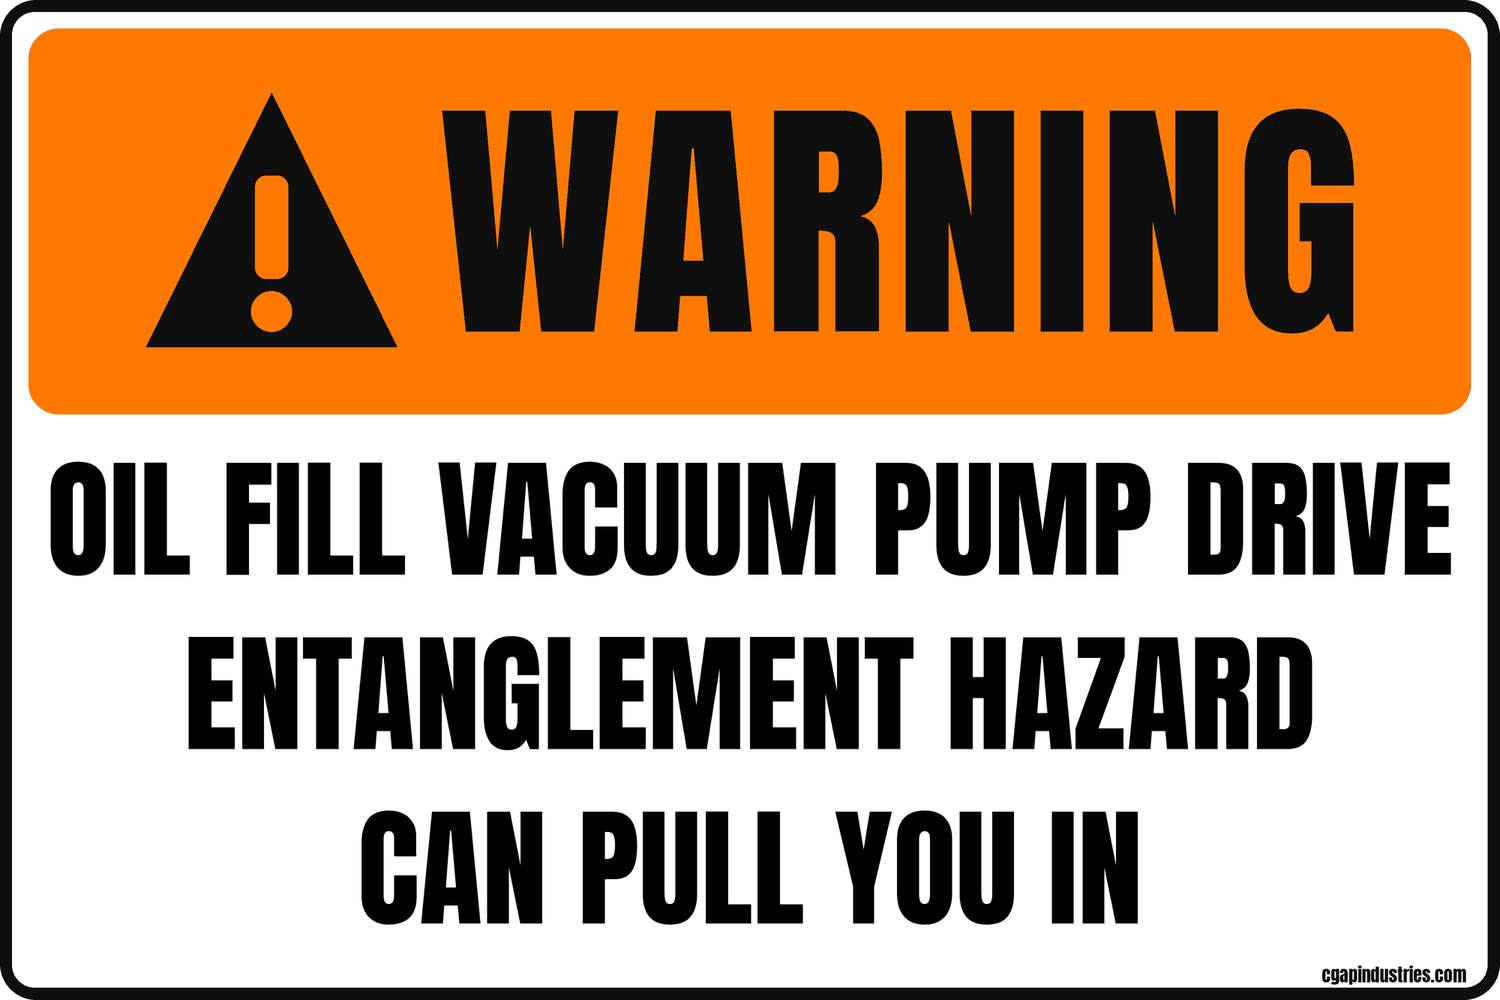 WARNING
OIL FILL VACUUM PUMP DRIVE
ENTANGLEMENT HAZARD
CAN PULL YOU IN
cgapindustries.com